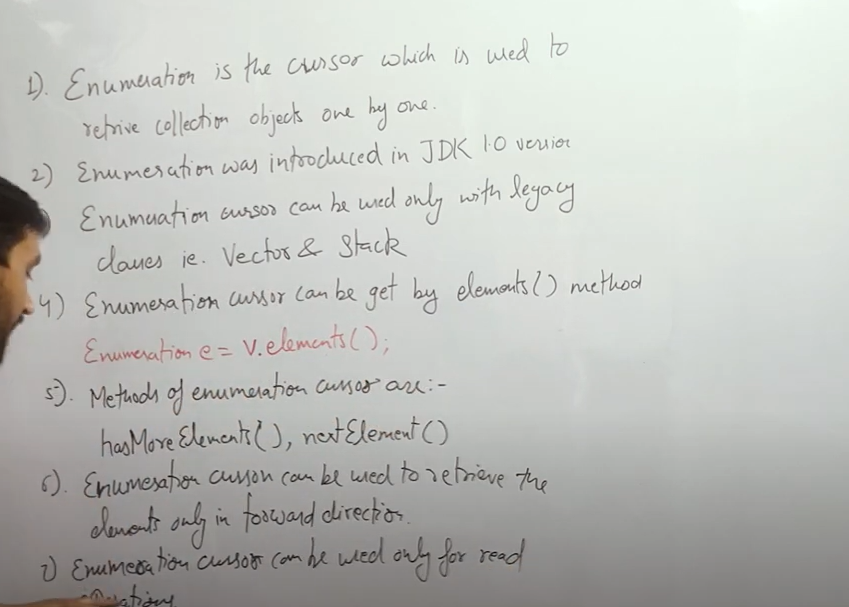 1). Enumeration is the cursor which is used to
retrive collection objects one by one.
2) Enumeration was introduced in JDK 1.0 version
Enumuation cursor can be used only with legacy
classes ie. Vector & Stack
4) Enumeration cursor can be get by elements() method
Enumeration e = v.elements();
5). Methods of enumeration cursor are:-
hasMoreElements(), nextElement()
6). Enumeration cursor can be used to retrieve the
elements only in forward direction.
7) Enumeration cursor can be used only for read